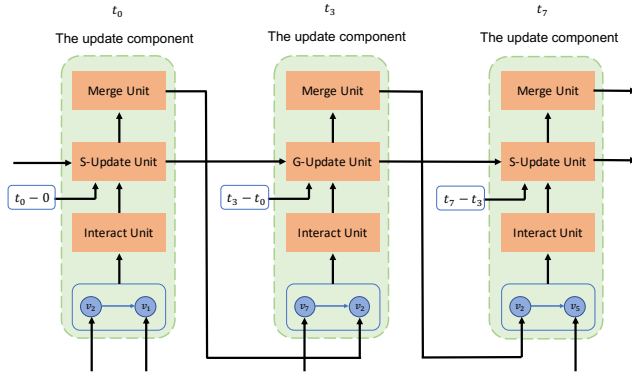 t₀
t₃
t₇
The update component
The update component
The update component
Merge Unit
Merge Unit
Merge Unit
S-Update Unit
G-Update Unit
S-Update Unit
t₀ − 0
t₃ − t₀
t₇ − t₃
Interact Unit
Interact Unit
Interact Unit
v₂
v₁
v₇
v₂
v₂
v₅